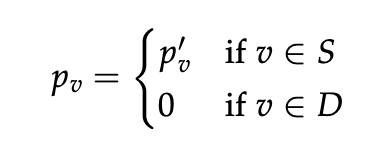 p_v = { p'_v if v ∈ S
0 if v ∈ D